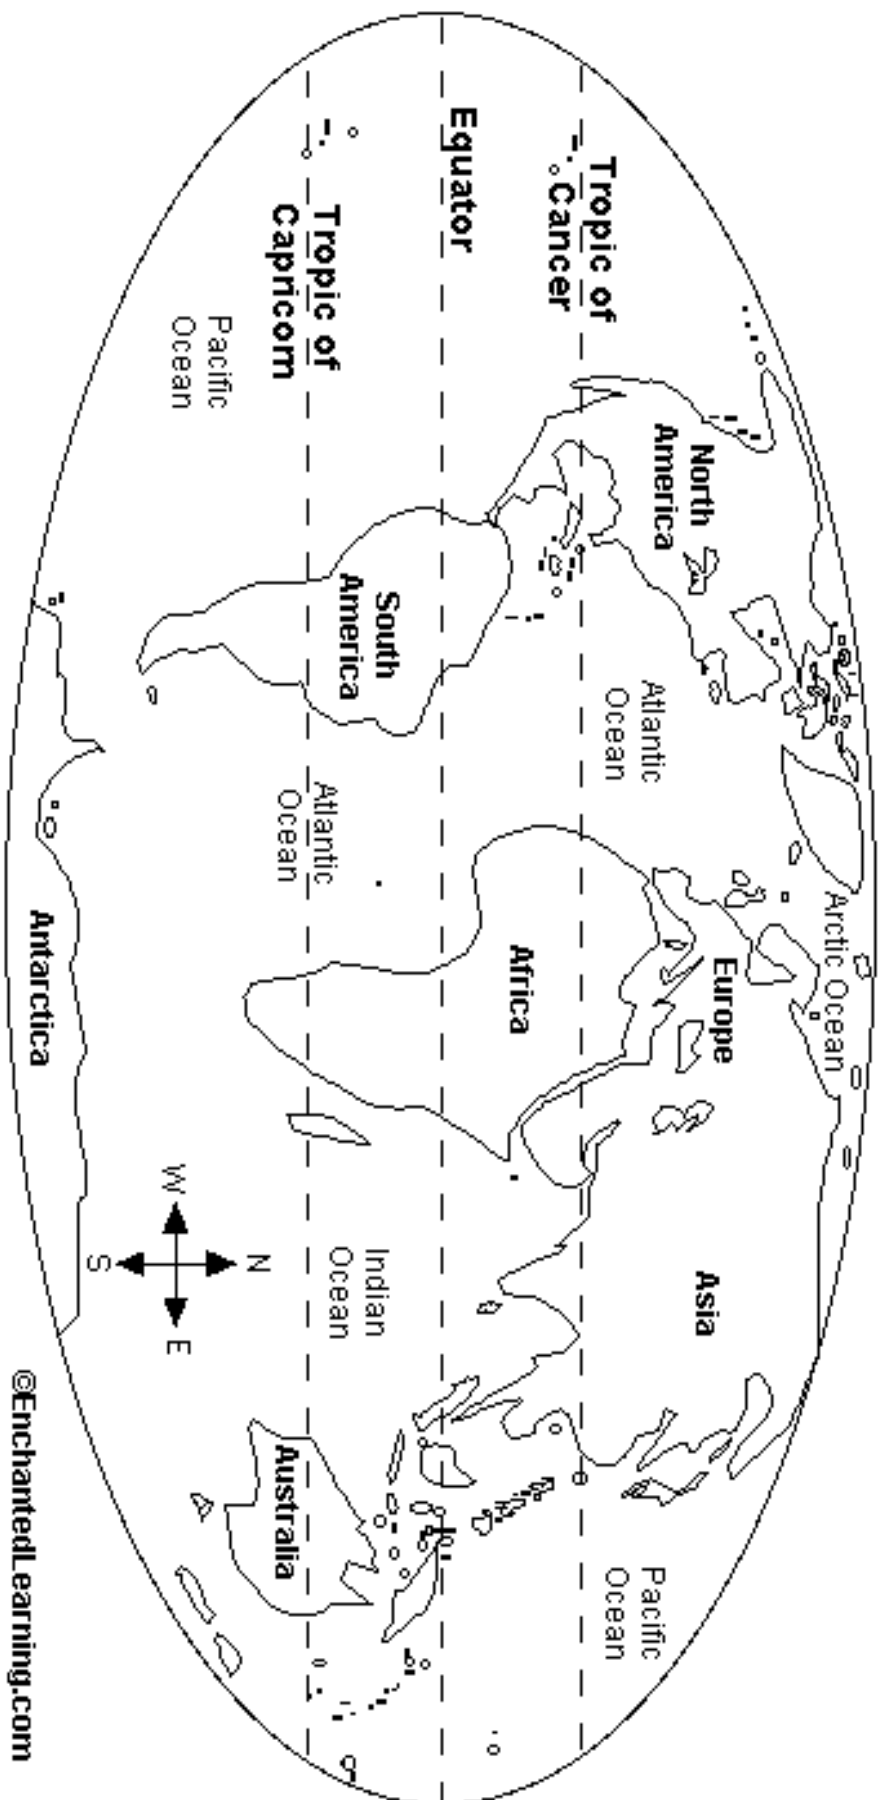 Arctic Ocean
North
America
Europe
Asia
Atlantic
Ocean
Pacific
Ocean
Tropic of
Cancer
Africa
Equator
South
America
Indian
Ocean
Tropic of
Capricorn
Atlantic
Ocean
Australia
Pacific
Ocean
N
W
E
S
Antarctica
©EnchantedLearning.com